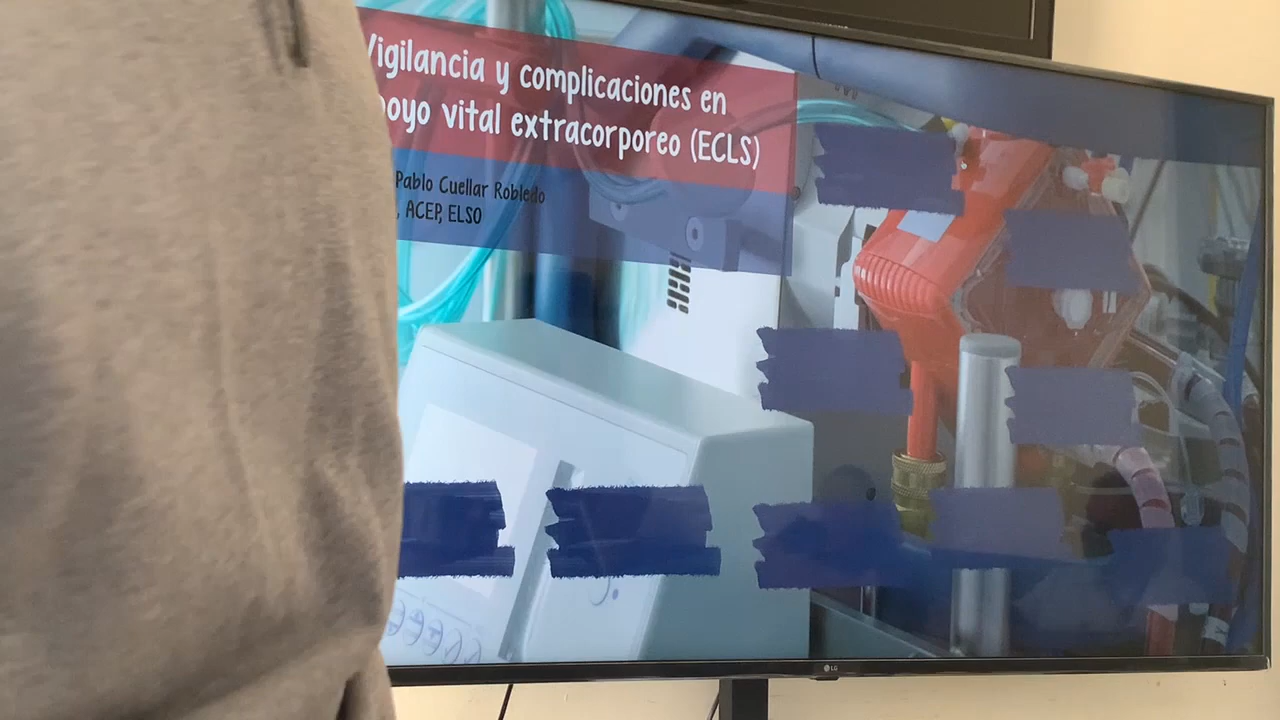 Vigilancia y complicaciones en
poyo vital extracorporeo (ECLS)
Pablo Cuellar Robledo
, ACEP, ELSO
LG